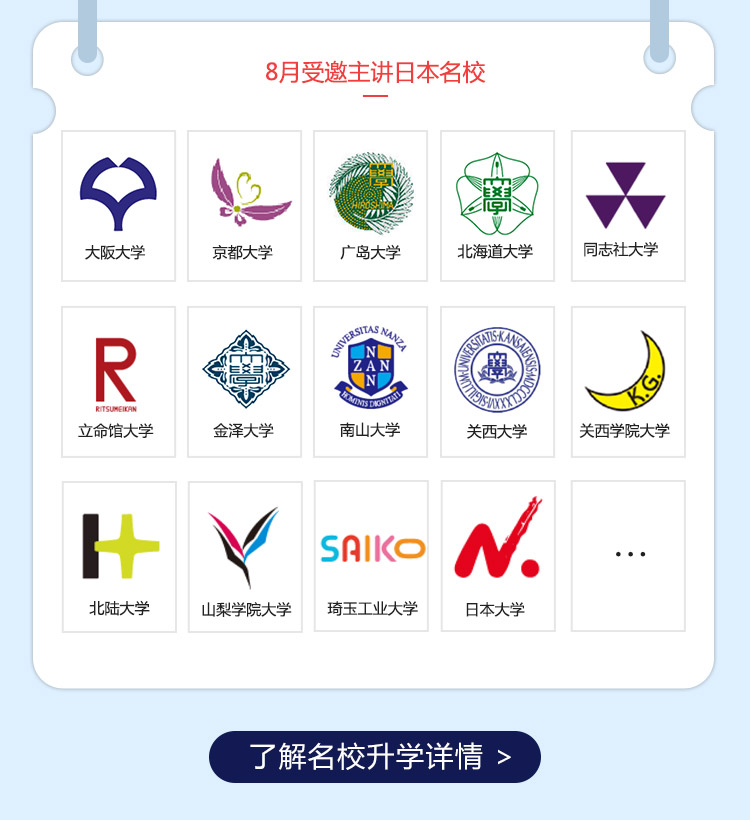 8月受邀主讲日本名校
大阪大学
京都大学
HIROSHIMA
广岛大学
北海道大学
同志社大学
R
RITSUMEIKAN
立命馆大学
金泽大学
UNIVERSITAS NANZA
NANZAN
HOMINIS DIGNITATI
南山大学
关西大学
K.G.
关西学院大学
北陆大学
山梨学院大学
SAIKO
琦玉工业大学
N.
日本大学
...
了解名校升学详情 >